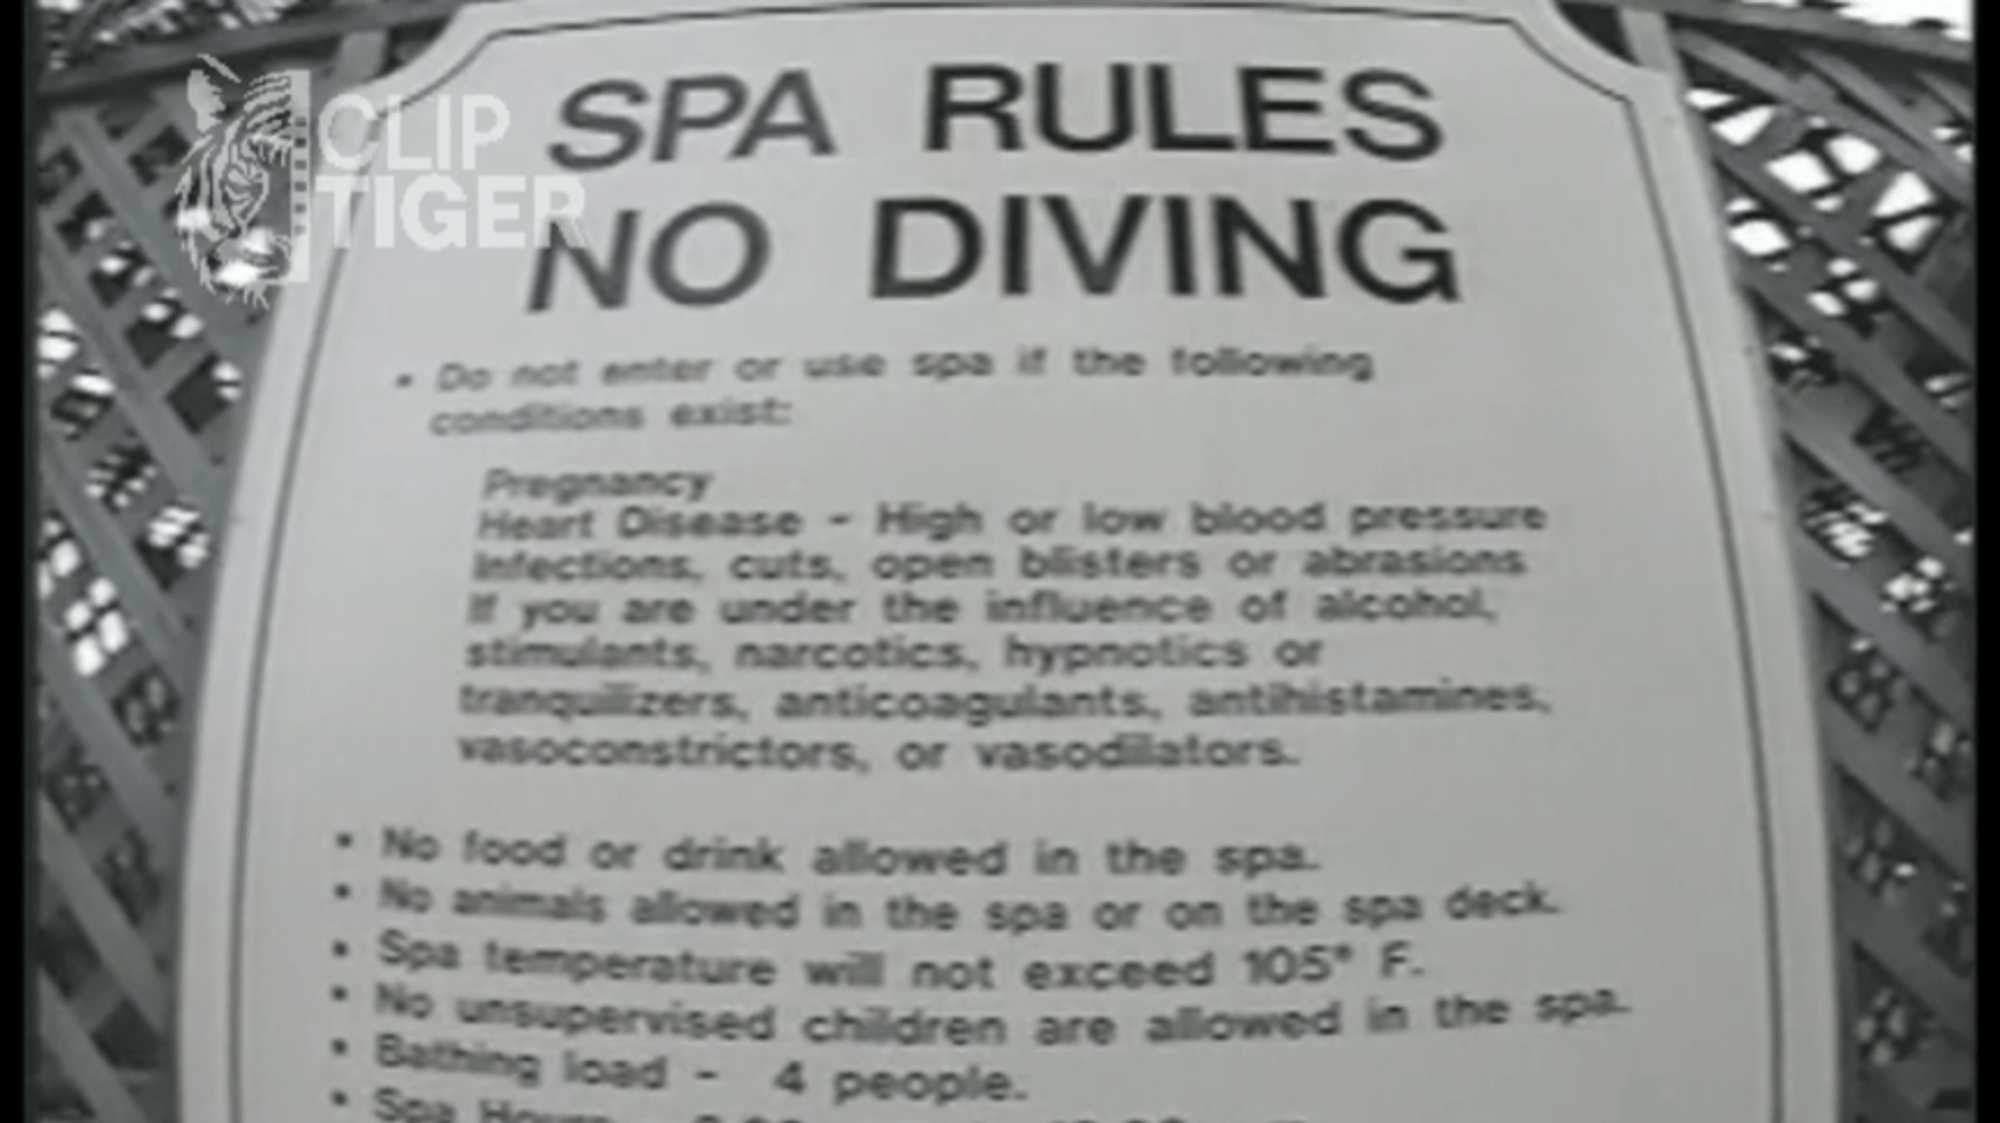 CLIP
TIGER
SPA RULES
NO DIVING
• Do not enter or use spa if the following
conditions exist:
Pregnancy
Heart Disease - High or low blood pressure
Infections, cuts, open blisters or abrasions
If you are under the influence of alcohol,
stimulants, narcotics, hypnotics or
tranquilizers, anticoagulants, antihistamines,
vasoconstrictors, or vasodilators.
• No food or drink allowed in the spa.
• No animals allowed in the spa or on the spa deck.
• Spa temperature will not exceed 105° F.
• No unsupervised children are allowed in the spa.
• Bathing load - 4 people.
• Spa